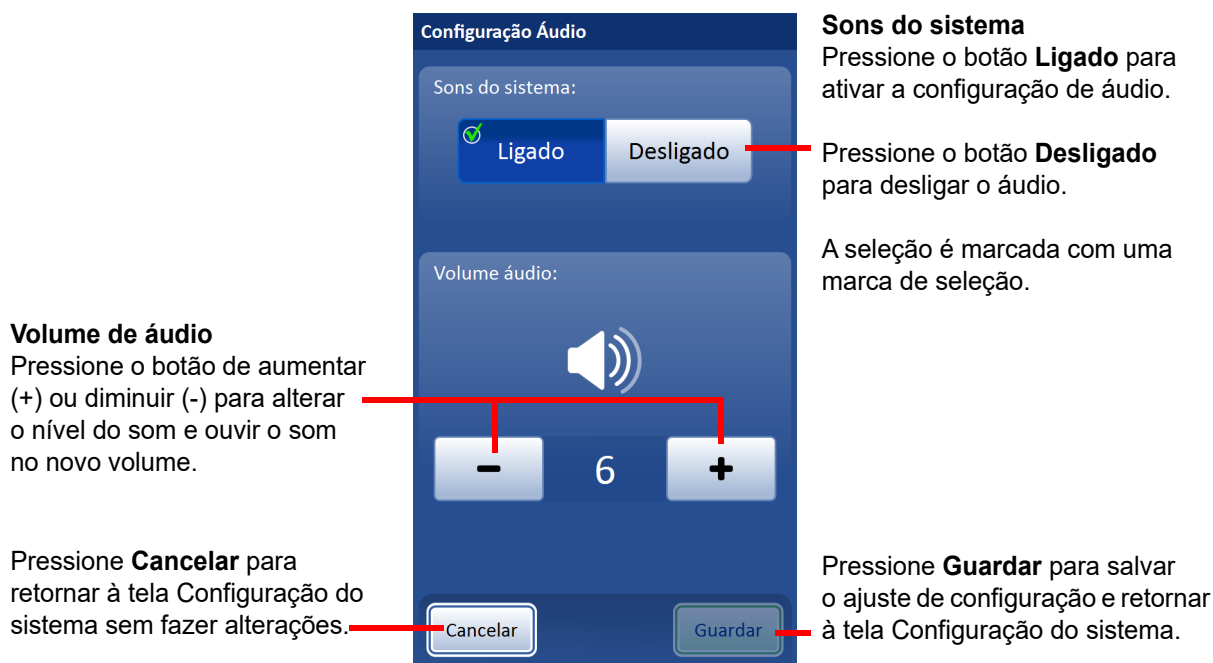 Configuração Áudio
Sons do sistema:
Ligado
Desligado
Volume áudio:
−
6
+
Cancelar
Guardar
Sons do sistema
Pressione o botão Ligado para
ativar a configuração de áudio.
Pressione o botão Desligado
para desligar o áudio.
A seleção é marcada com uma
marca de seleção.
Volume de áudio
Pressione o botão de aumentar
(+) ou diminuir (-) para alterar
o nível do som e ouvir o som
no novo volume.
Pressione Cancelar para
retornar à tela Configuração do
sistema sem fazer alterações.
Pressione Guardar para salvar
o ajuste de configuração e retornar
à tela Configuração do sistema.